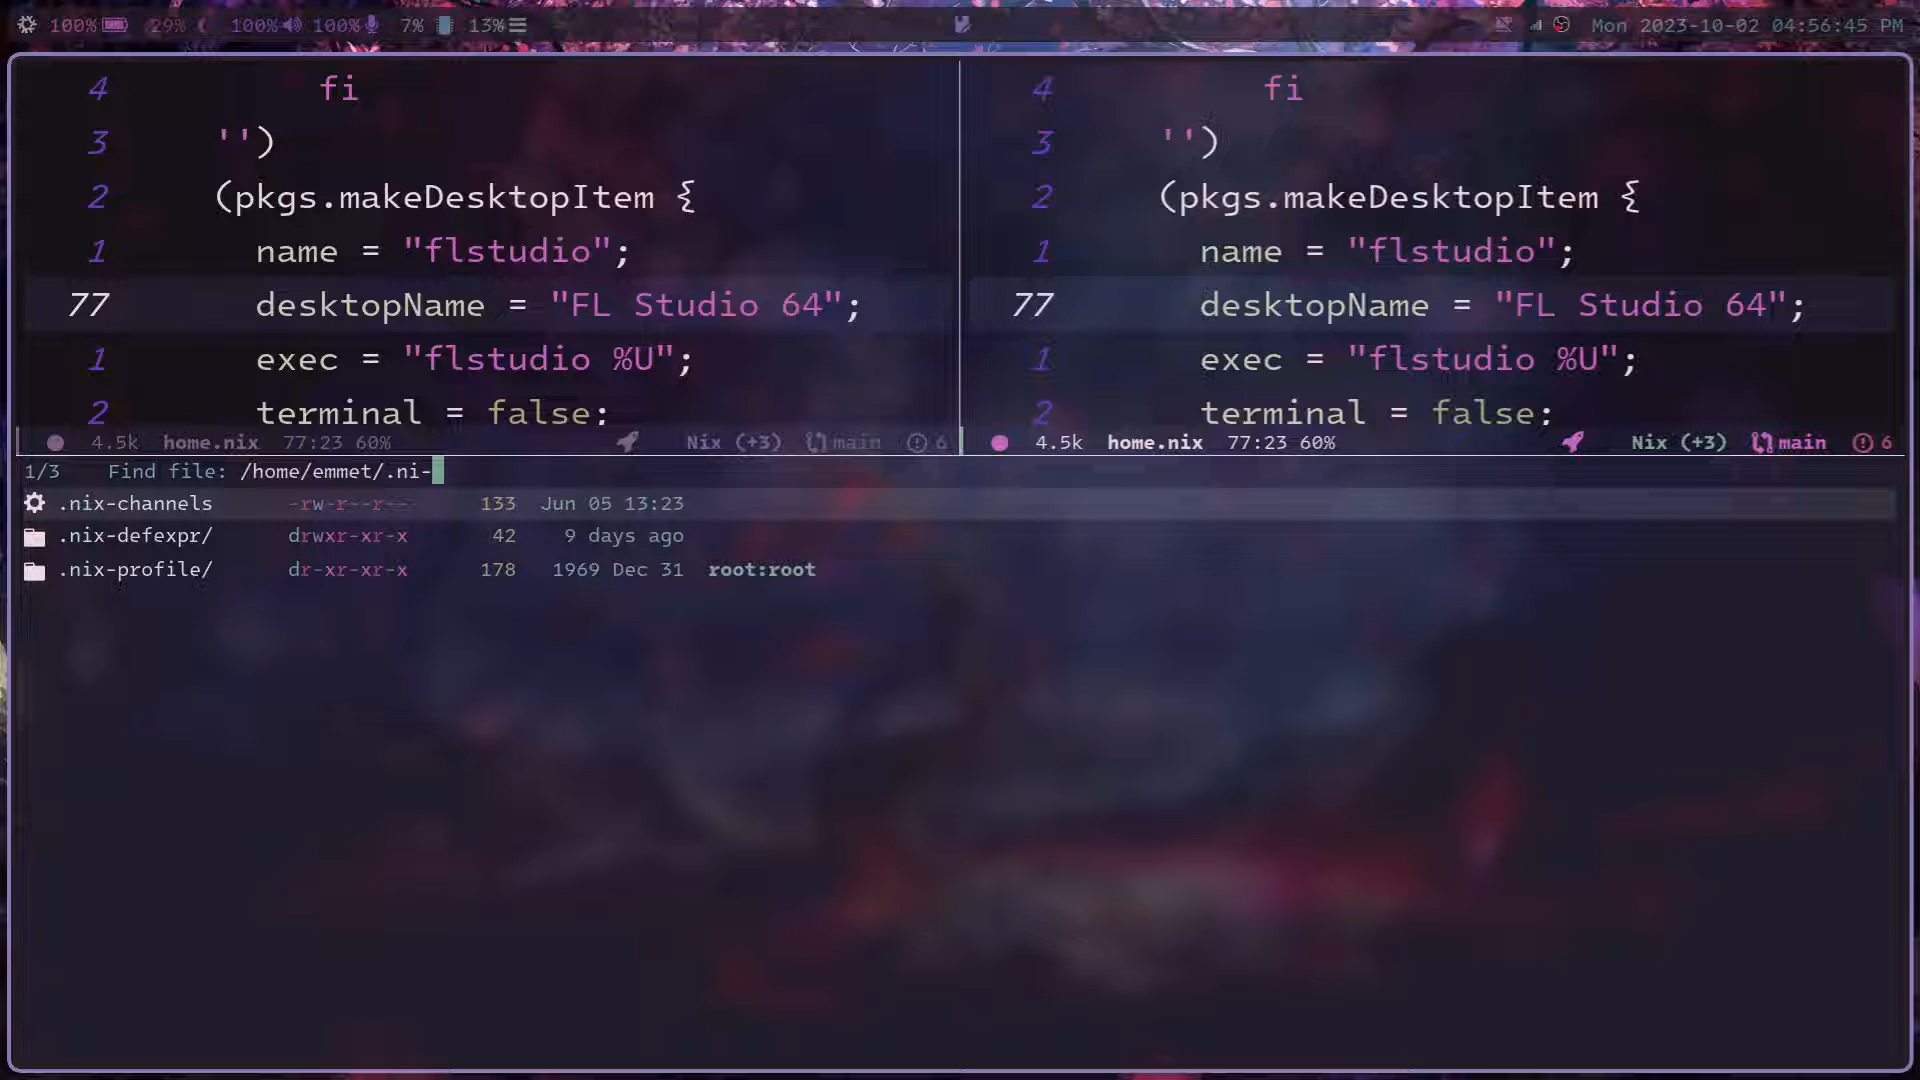 100% 29% 100% 100% 7% 13% Mon 2023-10-02 04:56:45 PM
4 fi
3 '')
2 (pkgs.makeDesktopItem {
1 name = "flstudio";
77 desktopName = "FL Studio 64";
1 exec = "flstudio %U";
2 terminal = false;
4.5k home.nix 77:23 60% Nix (+3) main 6
4 fi
3 '')
2 (pkgs.makeDesktopItem {
1 name = "flstudio";
77 desktopName = "FL Studio 64";
1 exec = "flstudio %U";
2 terminal = false;
4.5k home.nix 77:23 60% Nix (+3) main 6
1/3 Find file: /home/emmet/.ni-
.nix-channels -rw-r--r-- 133 Jun 05 13:23
.nix-defexpr/ drwxr-xr-x 42 9 days ago
.nix-profile/ dr-xr-xr-x 178 1969 Dec 31 root:root